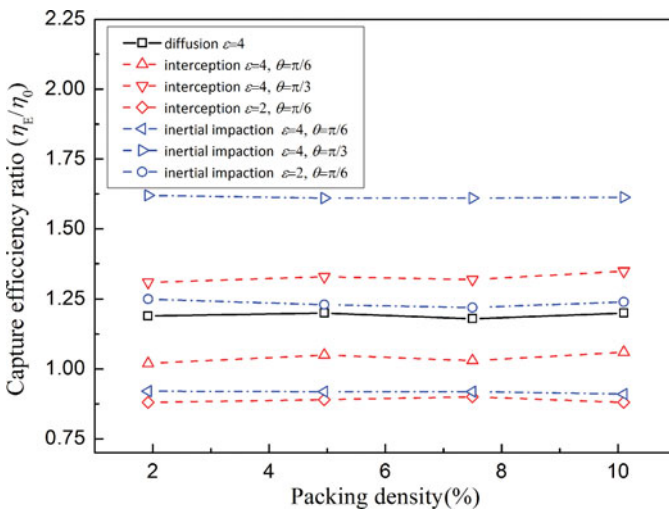 2.25
2.00
1.75
1.50
1.25
1.00
0.75
Capture efficciency ratio (ηE/η0)
diffusion ε=4
interception ε=4, θ=π/6
interception ε=4, θ=π/3
interception ε=2, θ=π/6
inertial impaction ε=4, θ=π/6
inertial impaction ε=4, θ=π/3
inertial impaction ε=2, θ=π/6
2 4 6 8 10
Packing density(%)